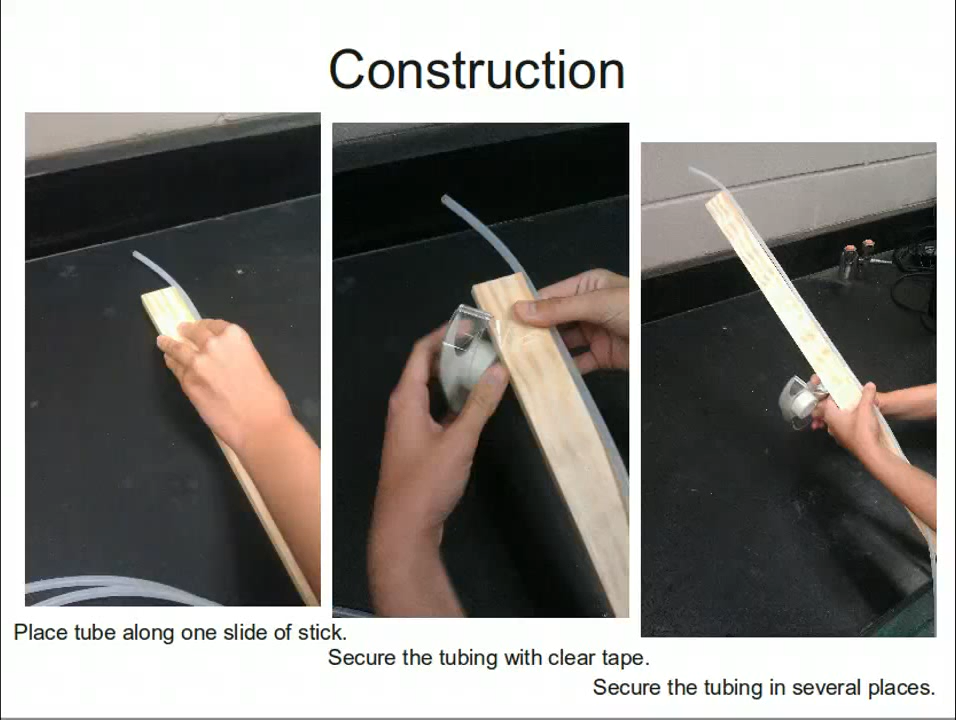 Construction
Place tube along one slide of stick.
Secure the tubing with clear tape.
Secure the tubing in several places.